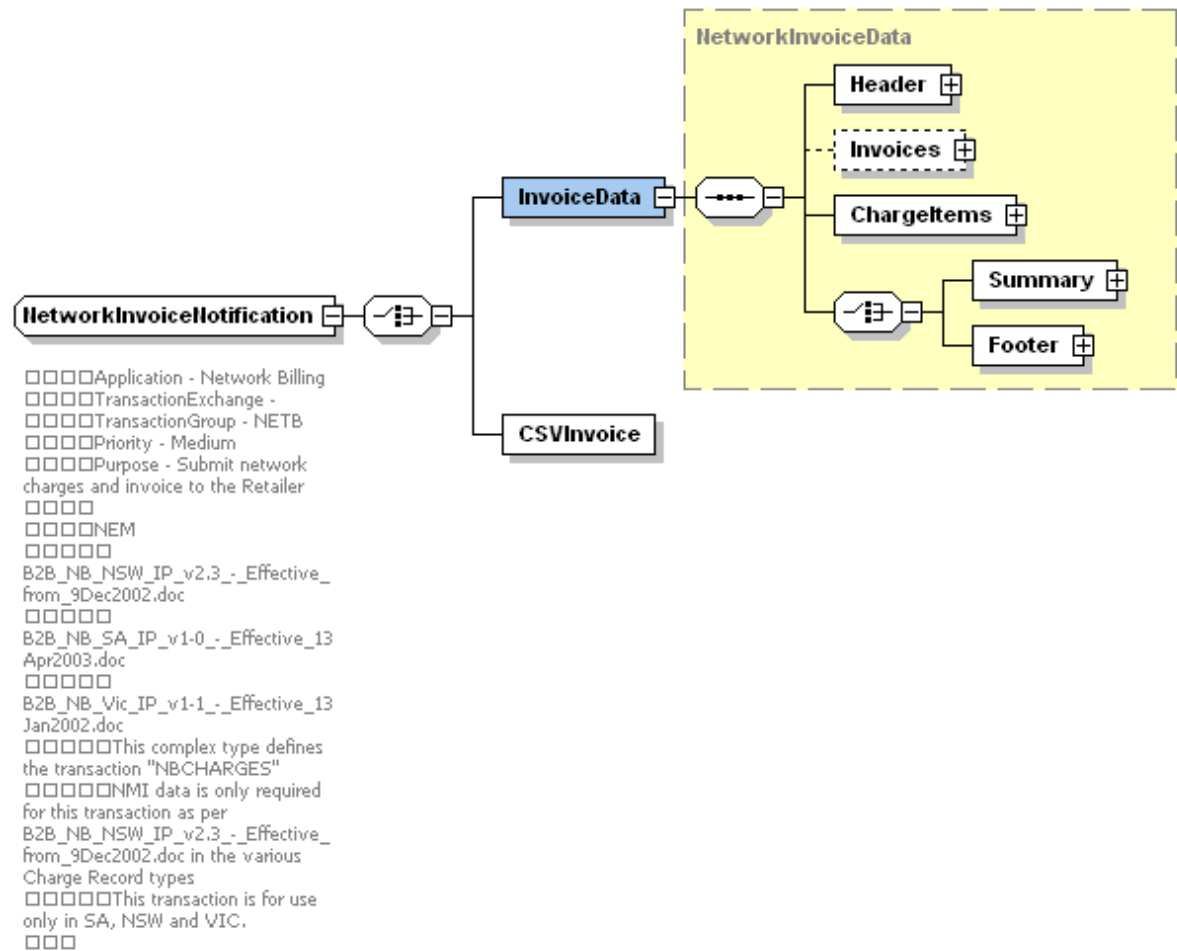 NetworkInvoiceData
Header
Invoices
InvoiceData
ChargeItems
Summary
NetworkInvoiceNotification
Footer
□□□□Application - Network Billing
□□□□TransactionExchange -
□□□□TransactionGroup - NETB
□□□□Priority - Medium
□□□□Purpose - Submit network
charges and invoice to the Retailer
□□□□
□□□□NEM
□□□□□
B2B_NB_NSW_IP_v2.3_-_Effective_
from_9Dec2002.doc
□□□□□
B2B_NB_SA_IP_v1-0_-_Effective_13
Apr2003.doc
□□□□□
B2B_NB_Vic_IP_v1-1_-_Effective_13
Jan2002.doc
□□□□□This complex type defines
the transaction "NBCHARGES"
□□□□□NMI data is only required
for this transaction as per
B2B_NB_NSW_IP_v2.3_-_Effective_
from_9Dec2002.doc in the various
Charge Record types
□□□□□This transaction is for use
only in SA, NSW and VIC.
□□□
CSVInvoice